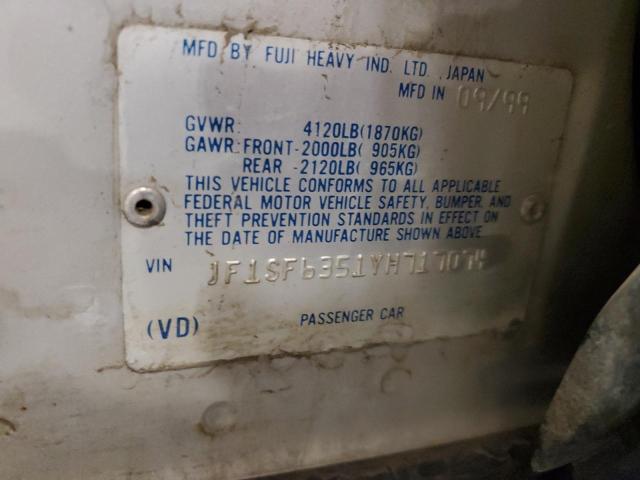 MFD BY FUJI HEAVY IND. LTD. JAPAN
MFD IN 09/99
GVWR: 4120LB(1870KG)
GAWR:FRONT-2000LB( 905KG)
REAR -2120LB( 965KG)
THIS VEHICLE CONFORMS TO ALL APPLICABLE
FEDERAL MOTOR VEHICLE SAFETY, BUMPER, AND
THEFT PREVENTION STANDARDS IN EFFECT ON
THE DATE OF MANUFACTURE SHOWN ABOVE.
VIN JF1SF6351YH717074
(VD) PASSENGER CAR